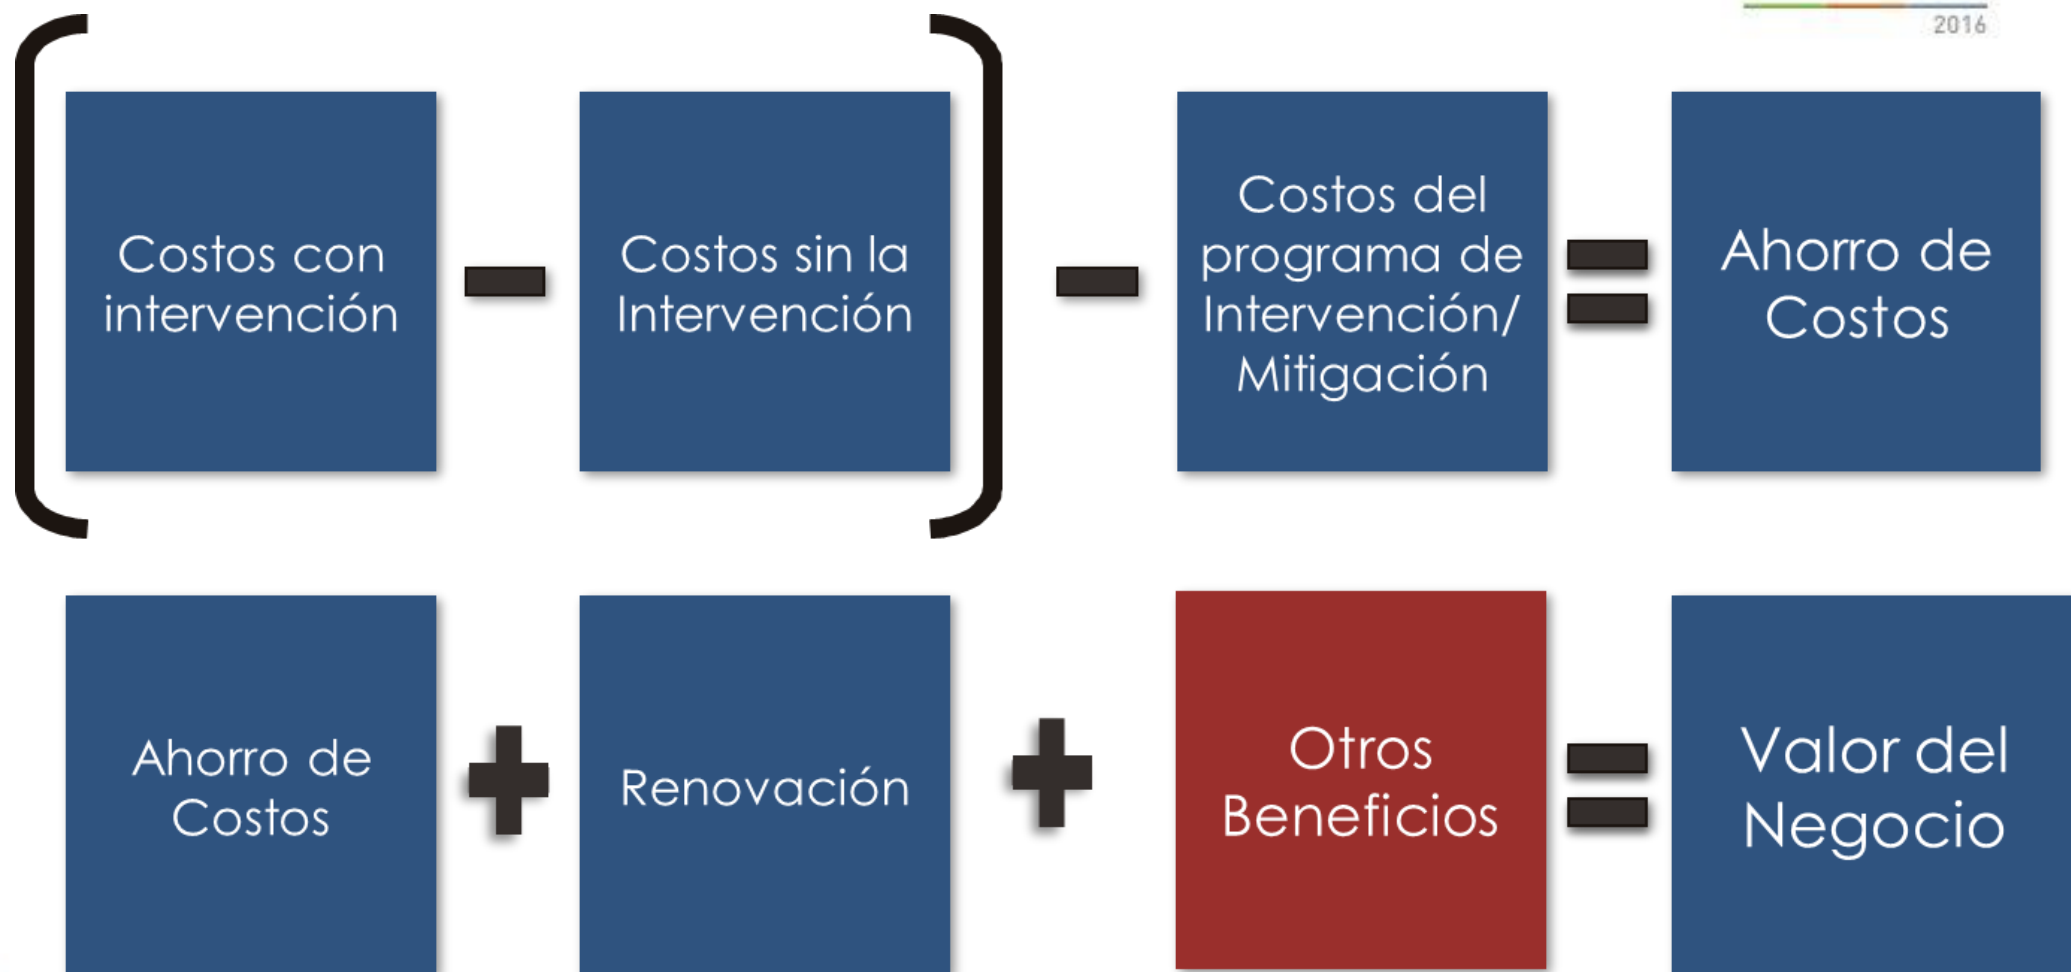 2016
Costos con
intervención
Costos sin la
Intervención
Costos del
programa de
Intervención/
Mitigación
Ahorro de
Costos
Ahorro de
Costos
Renovación
Otros
Beneficios
Valor del
Negocio